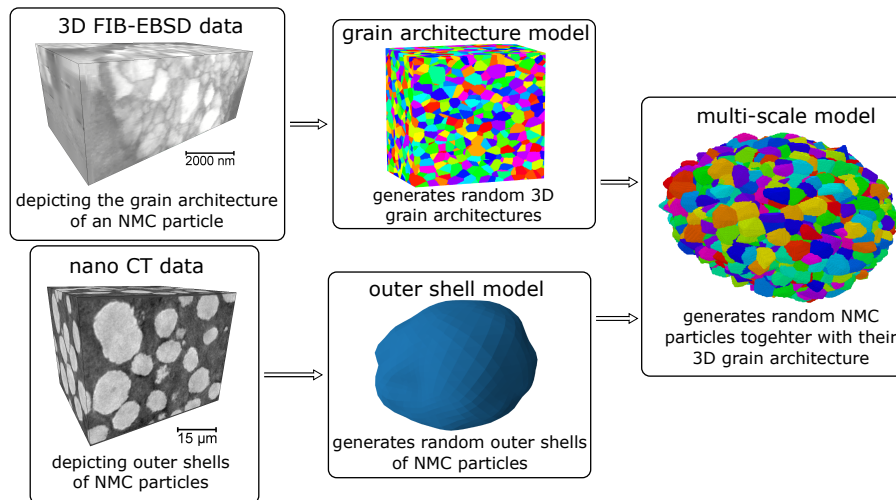 3D FIB-EBSD data
2000 nm
depicting the grain architecture
of an NMC particle
grain architecture model
generates random 3D
grain architectures
nano CT data
15 µm
depicting outer shells
of NMC particles
outer shell model
generates random outer shells
of NMC particles
multi-scale model
generates random NMC
particles togehter with their
3D grain architecture